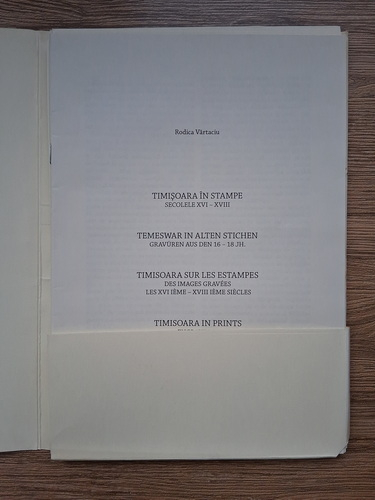 Rodica Vârtaciu
TIMIȘOARA ÎN STAMPE
SECOLELE XVI – XVIII
TEMESWAR IN ALTEN STICHEN
GRAVÜREN AUS DEN 16 – 18. JH.
TIMISOARA SUR LES ESTAMPES
DES IMAGES GRAVÉES
LES XVI IÈME – XVIII IÈME SIÈCLES
TIMISOARA IN PRINTS